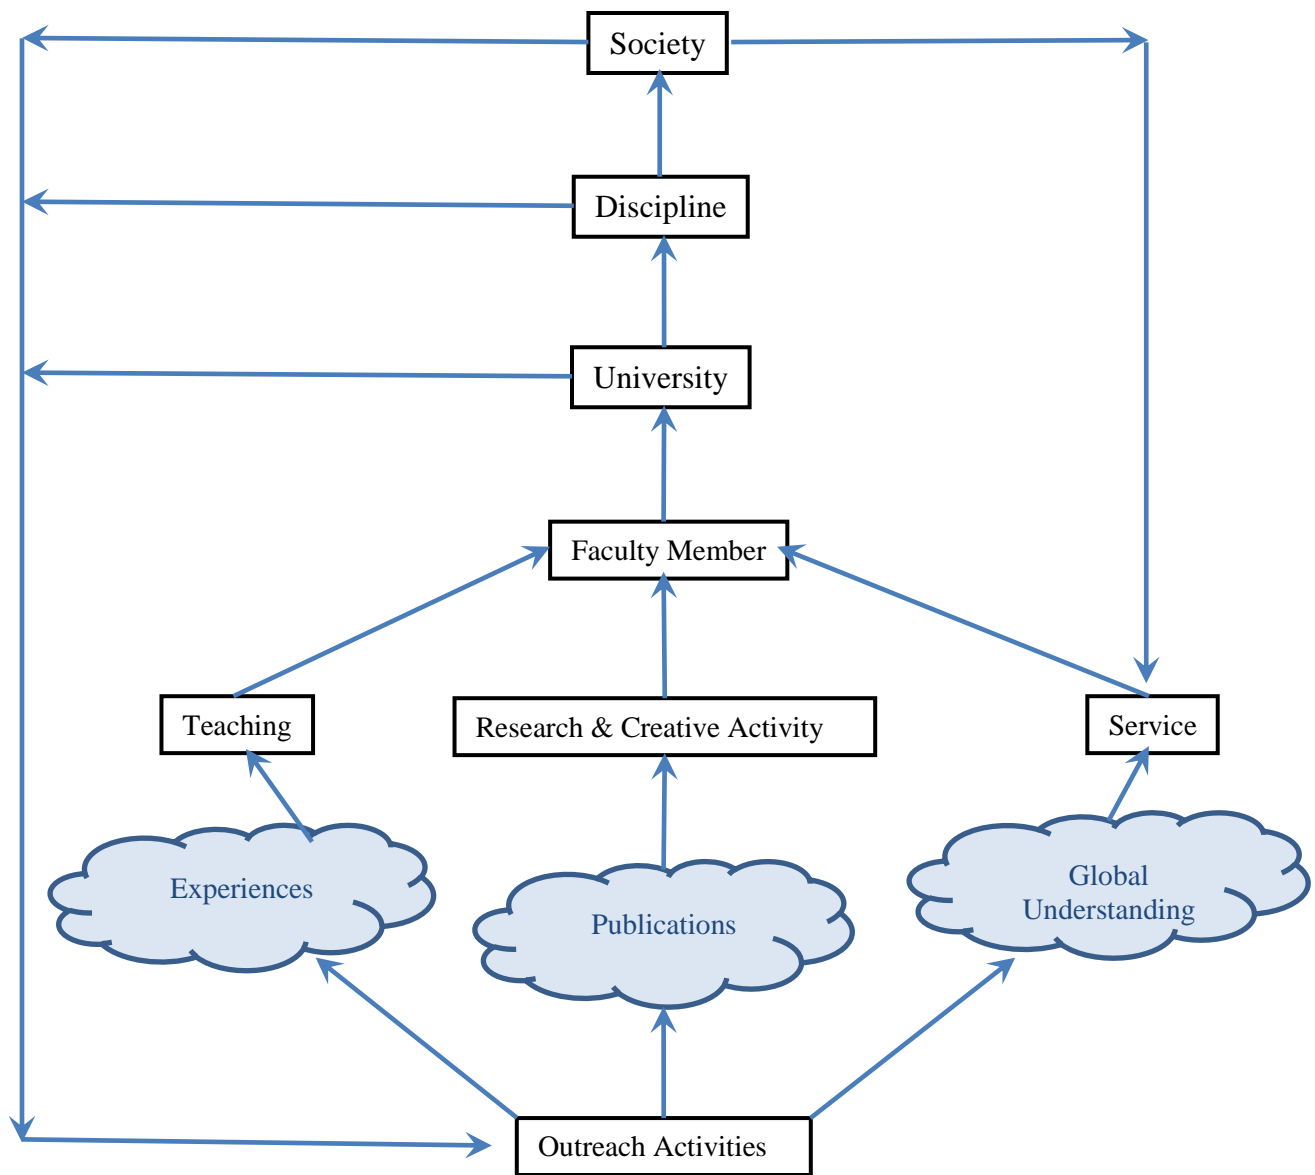 Society
Discipline
University
Faculty Member
Teaching
Research & Creative Activity
Service
Experiences
Publications
Global
Understanding
Outreach Activities